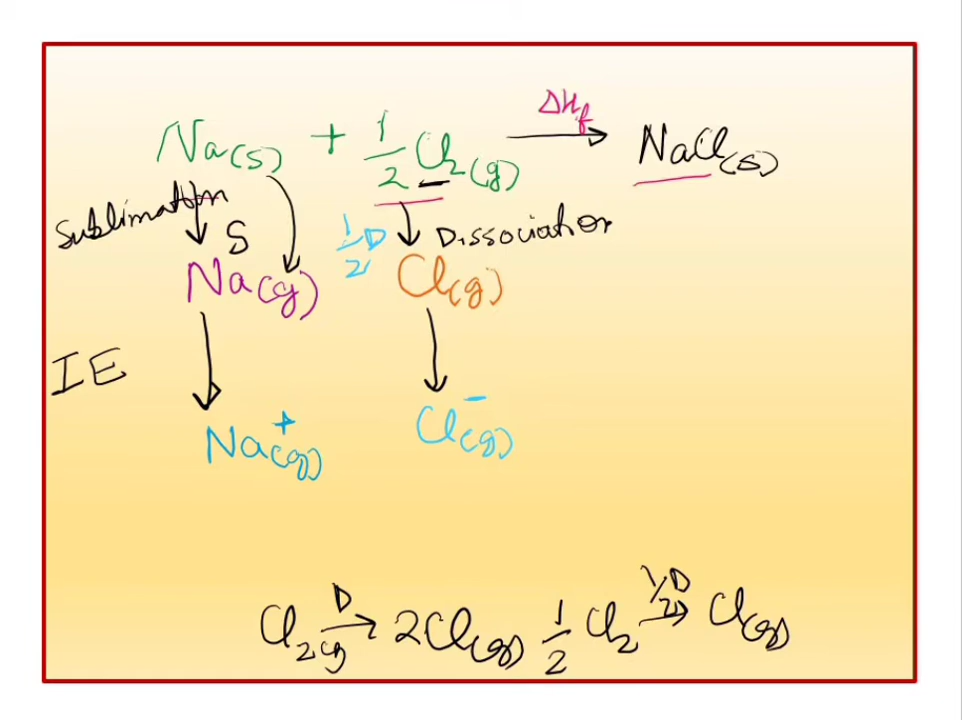 Na(s) + 1/2 Cl2(g) ΔHf → NaCl(s)
Sublimation S 1/2 D Dissociation
Na(g) Cl(g)
IE
Na+(g) Cl-(g)
Cl2(g) D → 2Cl(g) 1/2 Cl2 1/2 D → Cl(g)